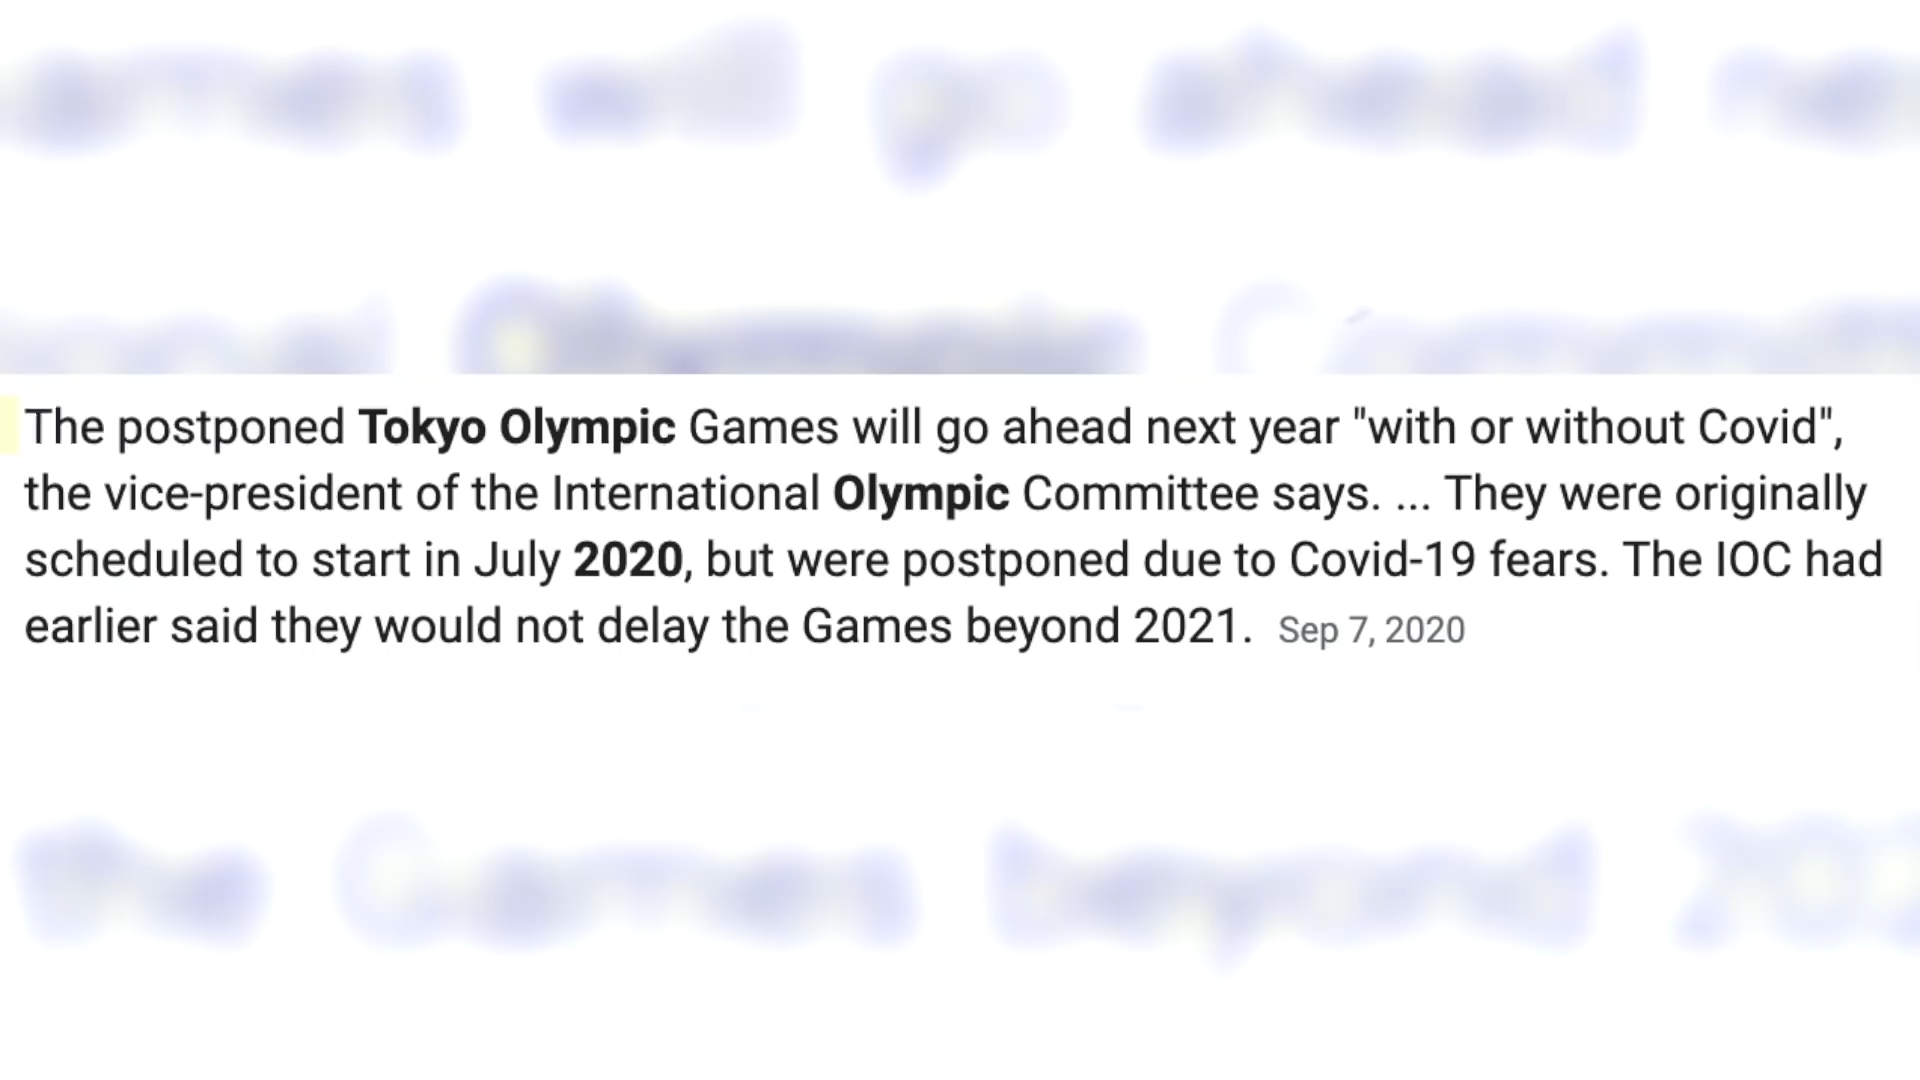 The postponed Tokyo Olympic Games will go ahead next year "with or without Covid",
the vice-president of the International Olympic Committee says. ... They were originally
scheduled to start in July 2020, but were postponed due to Covid-19 fears. The IOC had
earlier said they would not delay the Games beyond 2021. Sep 7, 2020